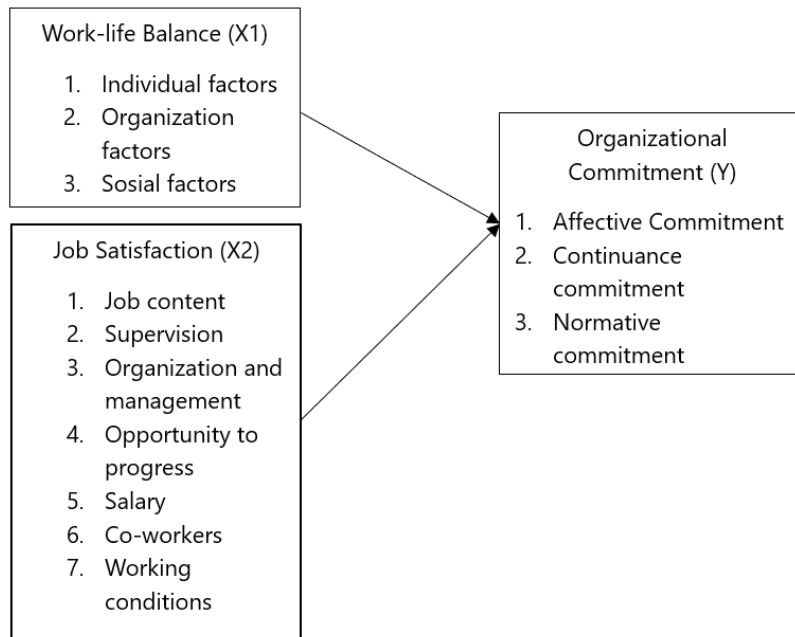 Work-life Balance (X1)
1. Individual factors
2. Organization
factors
3. Sosial factors
Job Satisfaction (X2)
1. Job content
2. Supervision
3. Organization and
management
4. Opportunity to
progress
5. Salary
6. Co-workers
7. Working
conditions
Organizational
Commitment (Y)
1. Affective Commitment
2. Continuance
commitment
3. Normative
commitment